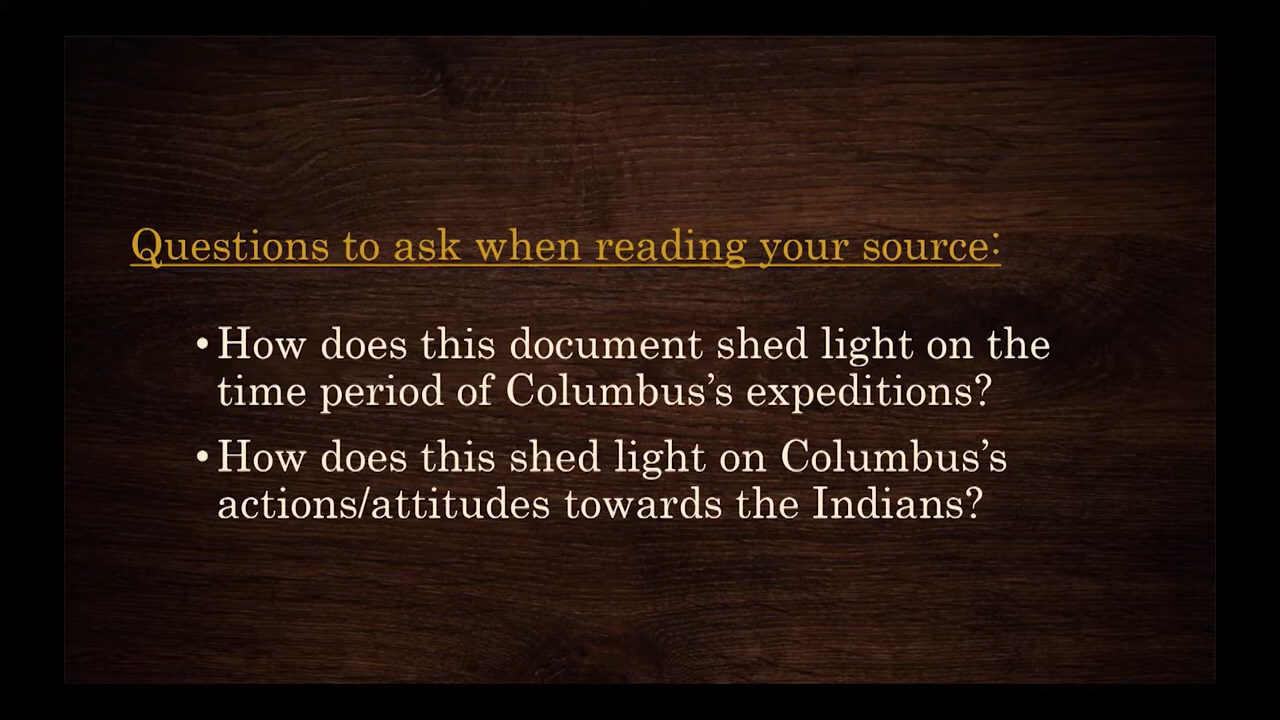 Questions to ask when reading your source:
•How does this document shed light on the
time period of Columbus’s expeditions?
•How does this shed light on Columbus’s
actions/attitudes towards the Indians?